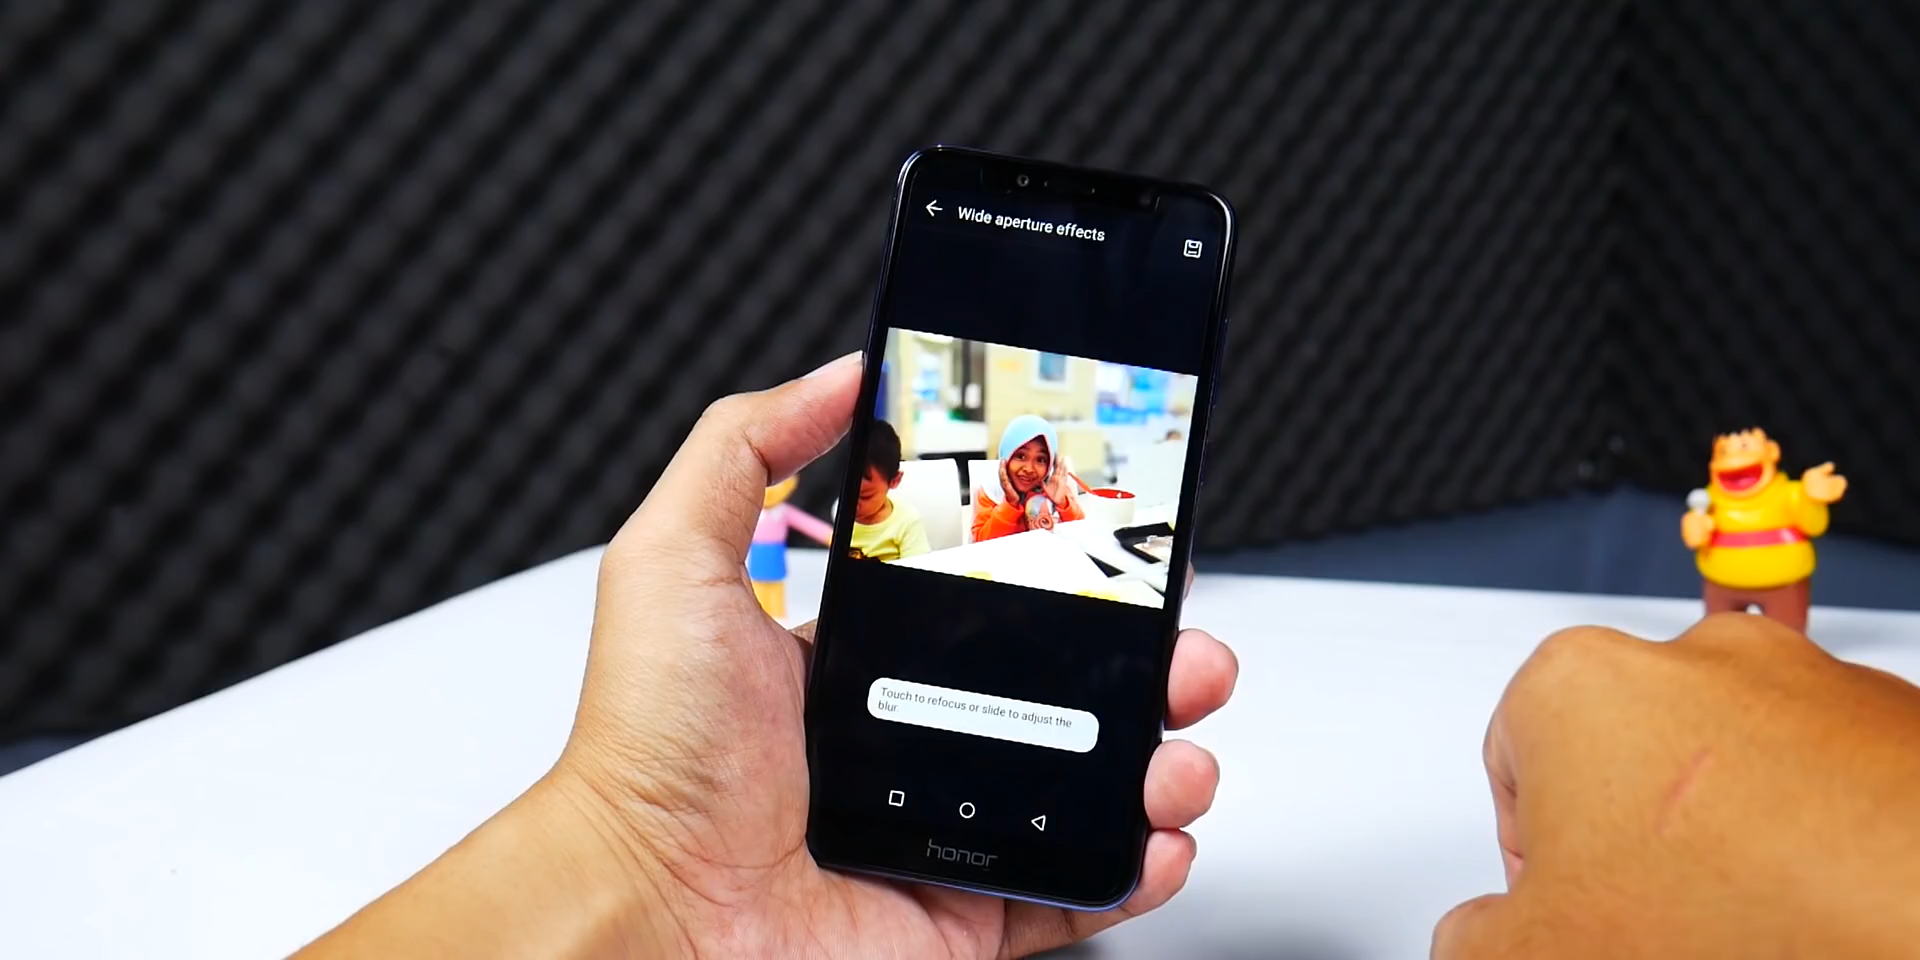 Wide aperture effects
Touch to refocus or slide to adjust the
blur.
honor